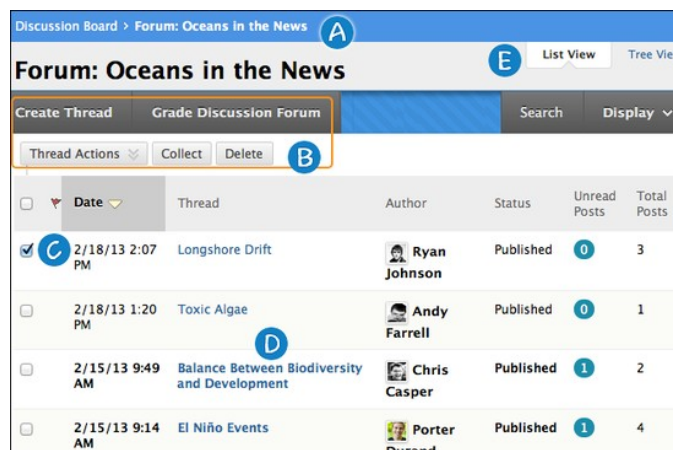 Discussion Board > Forum: Oceans in the News A
Forum: Oceans in the News
E List View Tree Vie
Create Thread Grade Discussion Forum Search Display
Thread Actions Collect Delete B
Date Thread Author Status Unread Posts Total Posts
C 2/18/13 2:07 PM Longshore Drift Ryan Johnson Published 0 3
2/18/13 1:20 PM Toxic Algae Andy Farrell Published 0 1
D
2/15/13 9:49 AM Balance Between Biodiversity and Development Chris Casper Published 1 2
2/15/13 9:14 AM El Niño Events Porter Durand Published 1 4